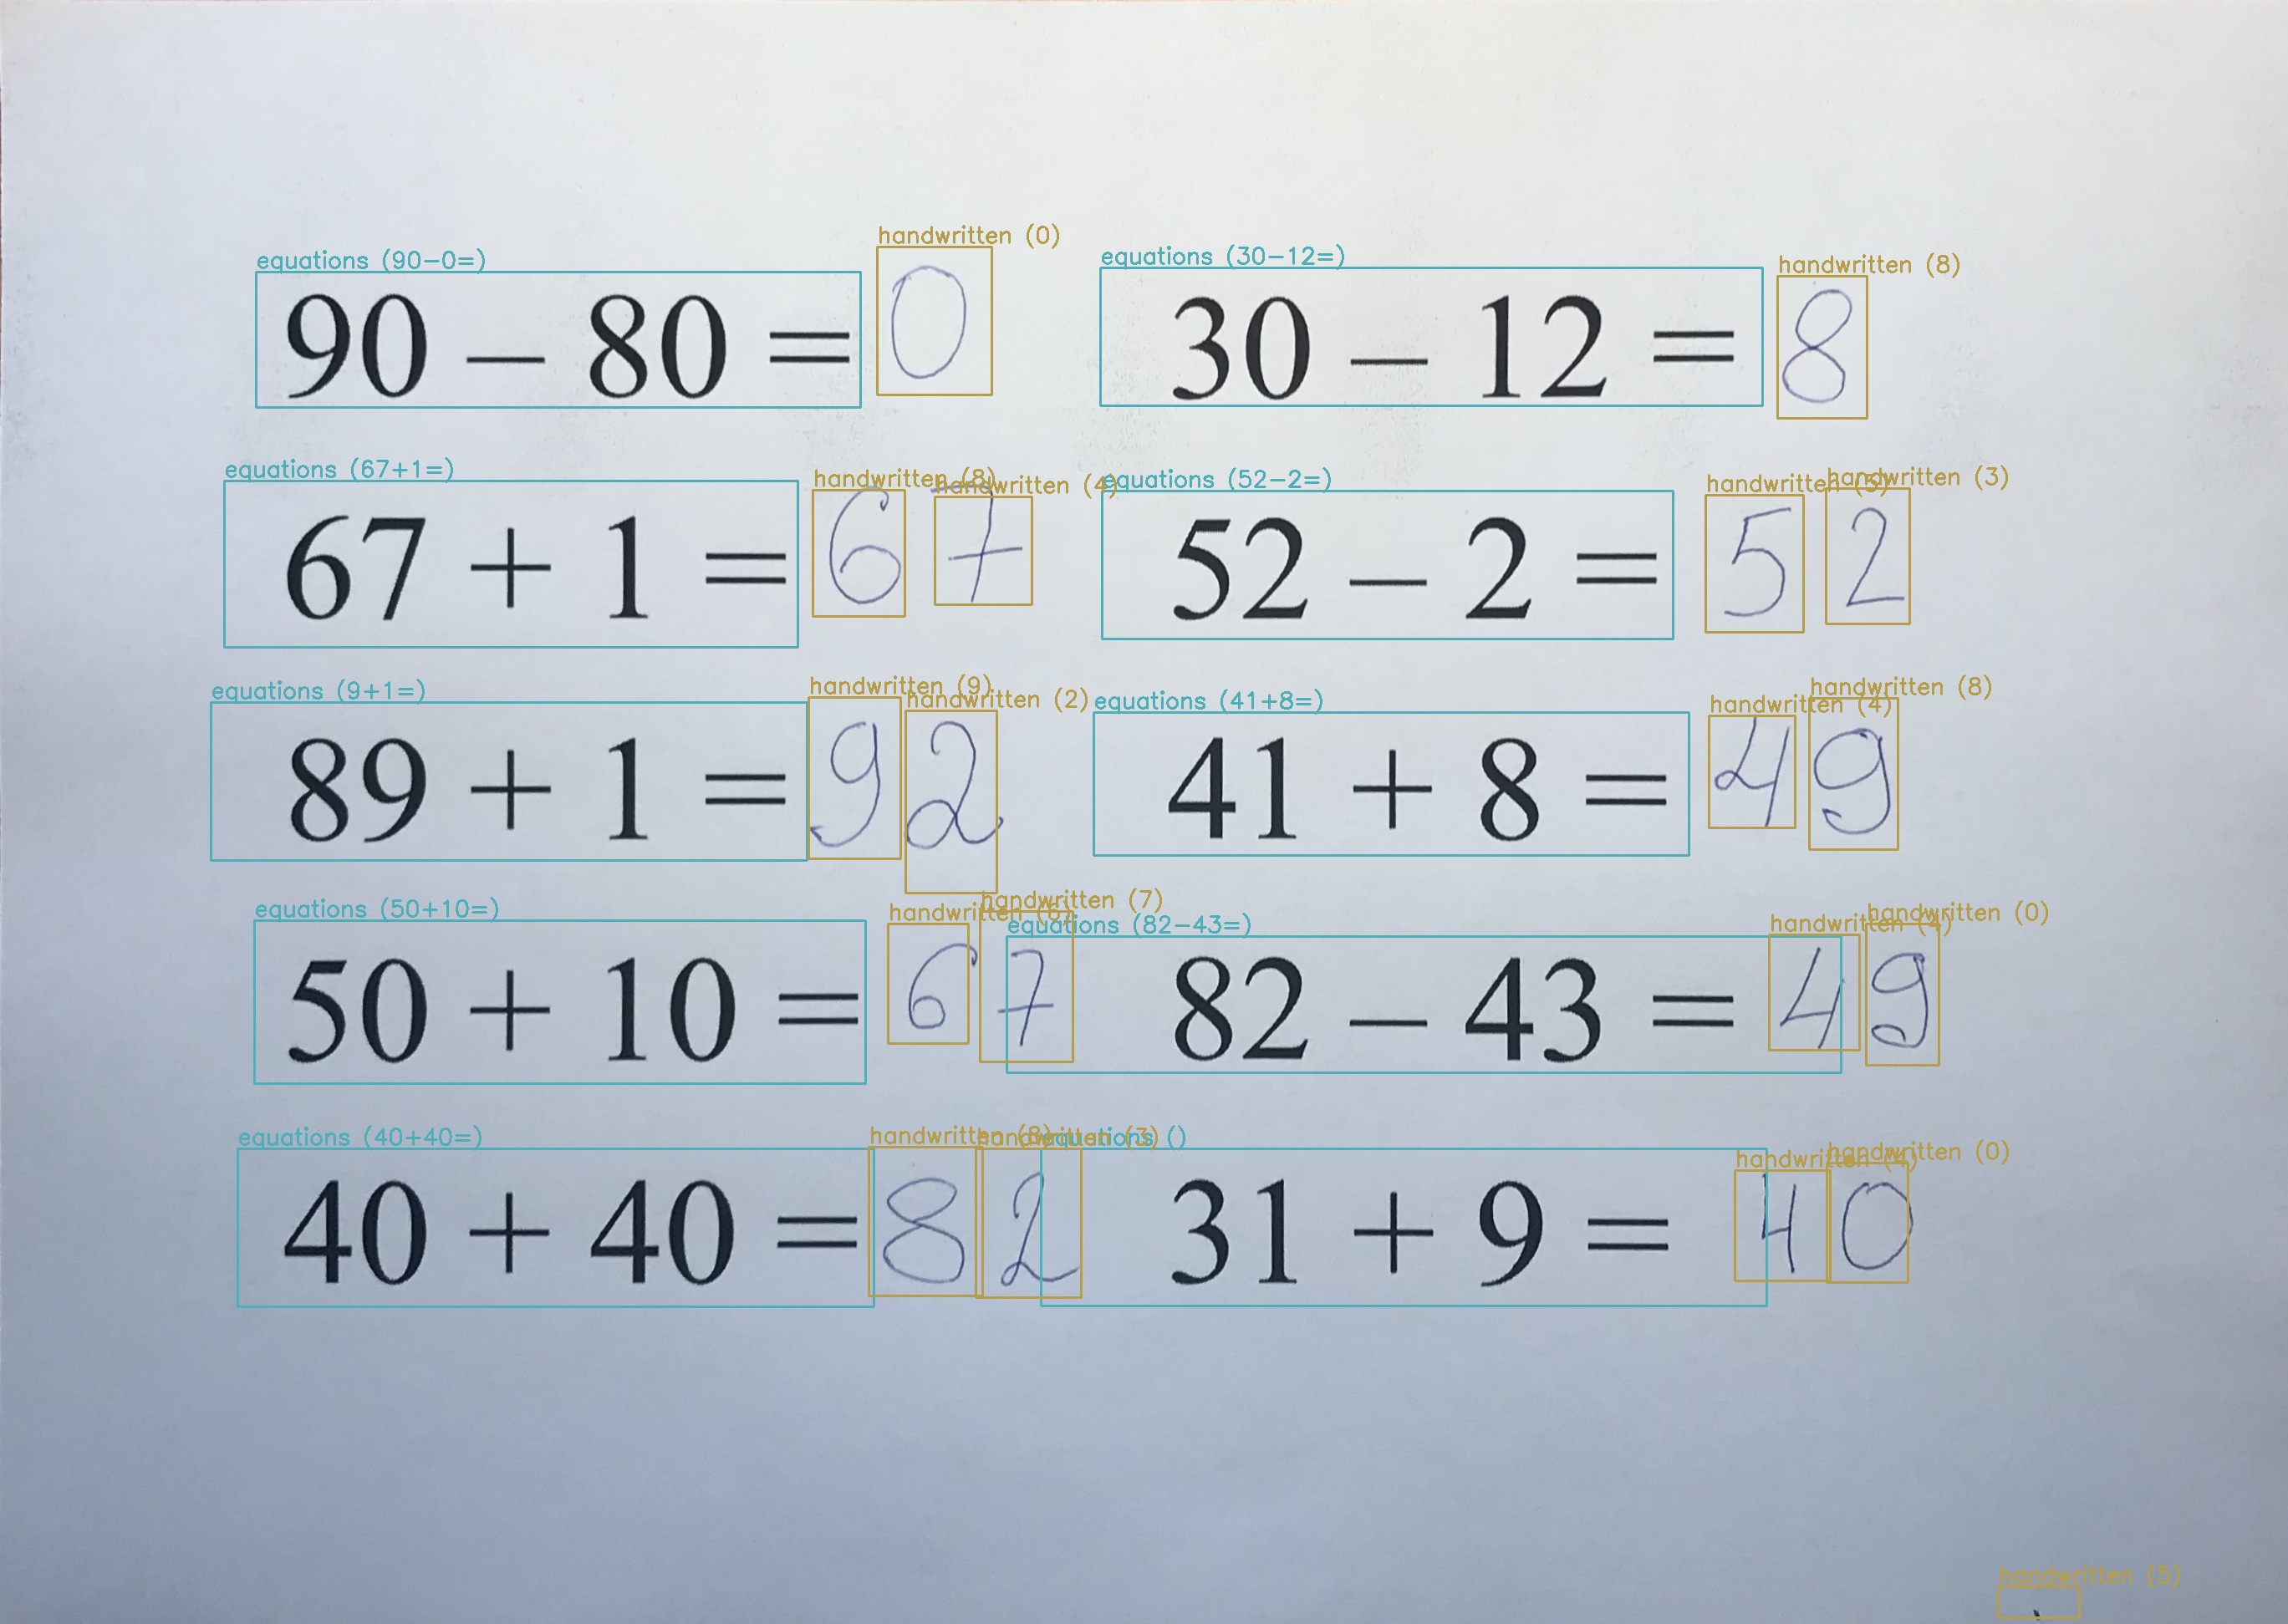 handwritten (0)
equations (90-0=) equations (30-12=) handwritten (8)
90 – 80 = 0 30 – 12 = 8
equations (67+1=) handwritten (8) handwritten (4) equations (52-2=) handwritten handwritten (3)
67 + 1 = 67 52 – 2 = 52
equations (9+1=) handwritten (9) handwritten (2) equations (41+8=) handwritten (4) handwritten (8)
89 + 1 = 92 41 + 8 = 49
equations (50+10=) handwritten handwritten (7) equations (82-43=) handwritten (4) handwritten (0)
50 + 10 = 67 82 – 43 = 49
equations (40+40=) handwritten (8) handwritten (3) equations () handwritten (4) handwritten (0)
40 + 40 = 82 31 + 9 = 40
handwritten (5)